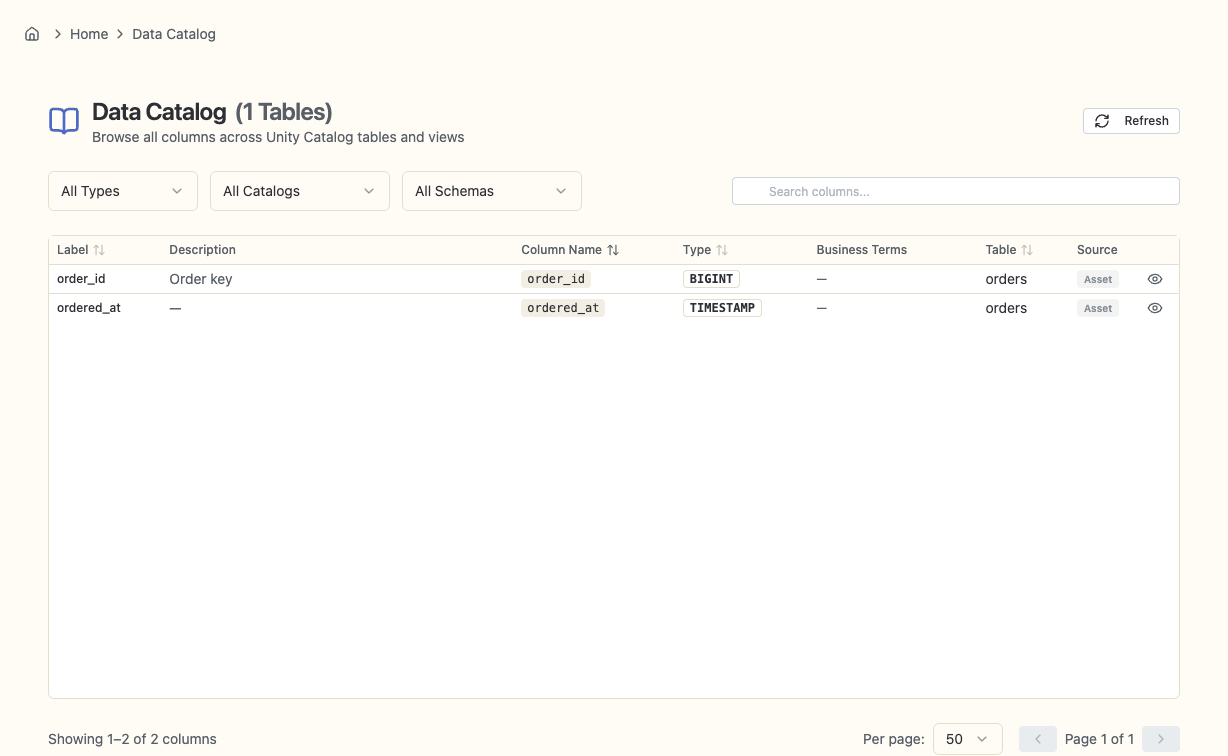 Home Data Catalog
Data Catalog (1 Tables)
Browse all columns across Unity Catalog tables and views
Refresh
All Types All Catalogs All Schemas Search columns...
Label Description Column Name Type Business Terms Table Source
order_id Order key order_id BIGINT — orders Asset
ordered_at — ordered_at TIMESTAMP — orders Asset
Showing 1–2 of 2 columns Per page: 50 Page 1 of 1